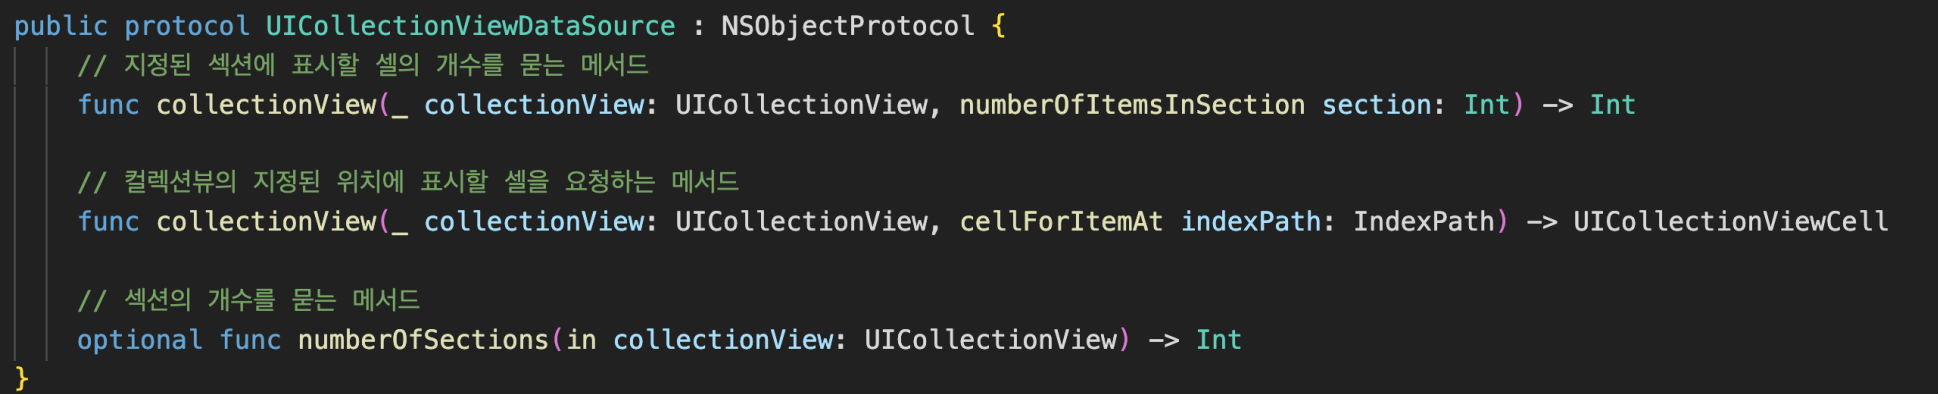 public protocol UICollectionViewDataSource : NSObjectProtocol {
// 지정된 섹션에 표시할 셀의 개수를 묻는 메서드
func collectionView(_ collectionView: UICollectionView, numberOfItemsInSection section: Int) -> Int
// 컬렉션뷰의 지정된 위치에 표시할 셀을 요청하는 메서드
func collectionView(_ collectionView: UICollectionView, cellForItemAt indexPath: IndexPath) -> UICollectionViewCell
// 섹션의 개수를 묻는 메서드
optional func numberOfSections(in collectionView: UICollectionView) -> Int
}